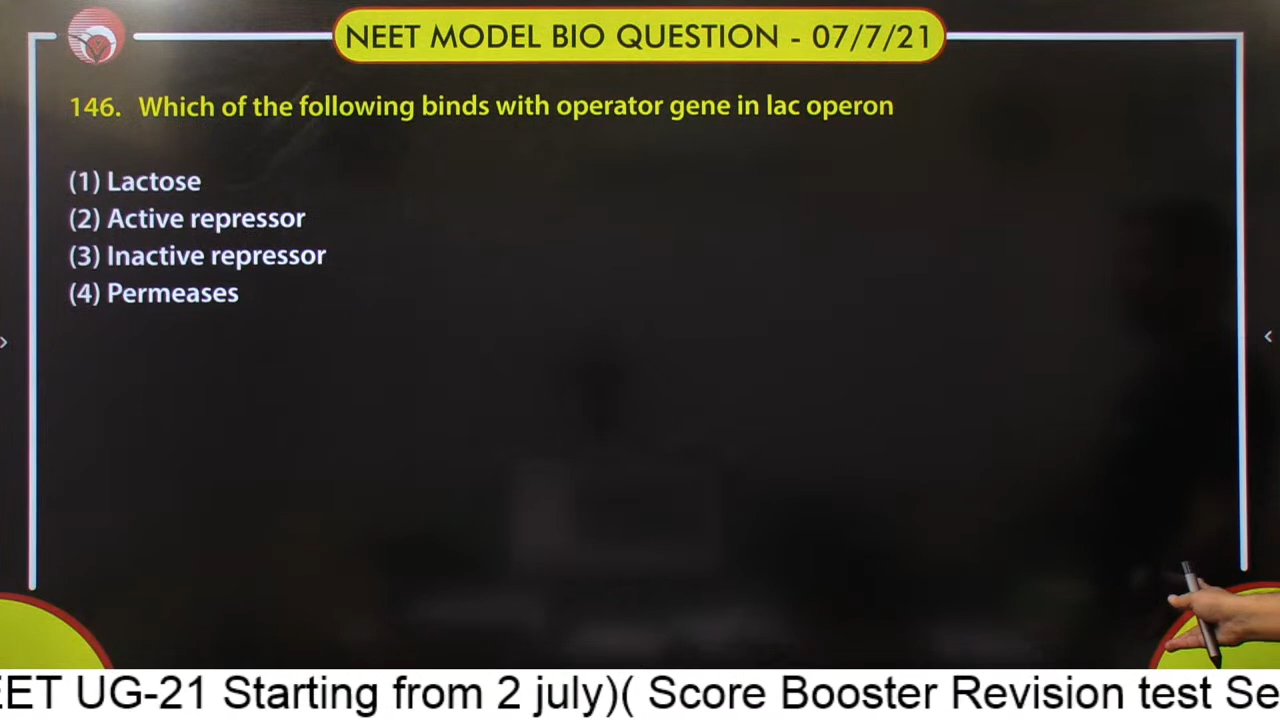 NEET MODEL BIO QUESTION - 07/7/21
146. Which of the following binds with operator gene in lac operon
(1) Lactose
(2) Active repressor
(3) Inactive repressor
(4) Permeases
EET UG-21 Starting from 2 july)( Score Booster Revision test Se